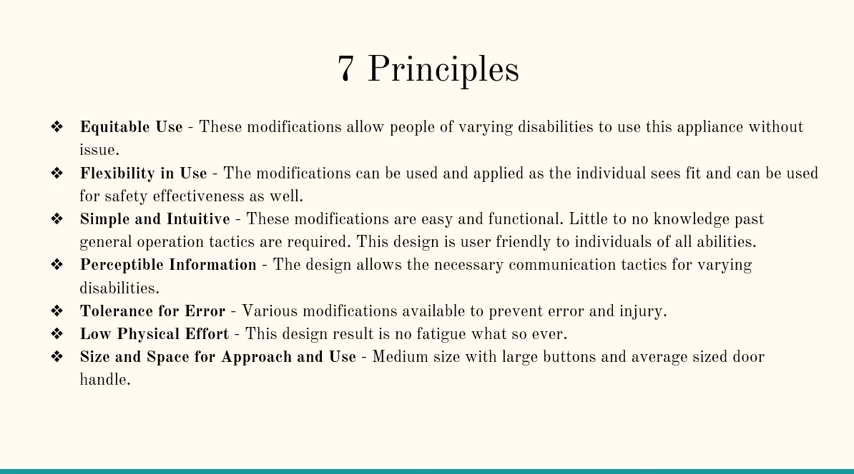 7 Principles
❖ Equitable Use - These modifications allow people of varying disabilities to use this appliance without
issue.
❖ Flexibility in Use - The modifications can be used and applied as the individual sees fit and can be used
for safety effectiveness as well.
❖ Simple and Intuitive - These modifications are easy and functional. Little to no knowledge past
general operation tactics are required. This design is user friendly to individuals of all abilities.
❖ Perceptible Information - The design allows the necessary communication tactics for varying
disabilities.
❖ Tolerance for Error - Various modifications available to prevent error and injury.
❖ Low Physical Effort - This design result is no fatigue what so ever.
❖ Size and Space for Approach and Use - Medium size with large buttons and average sized door
handle.